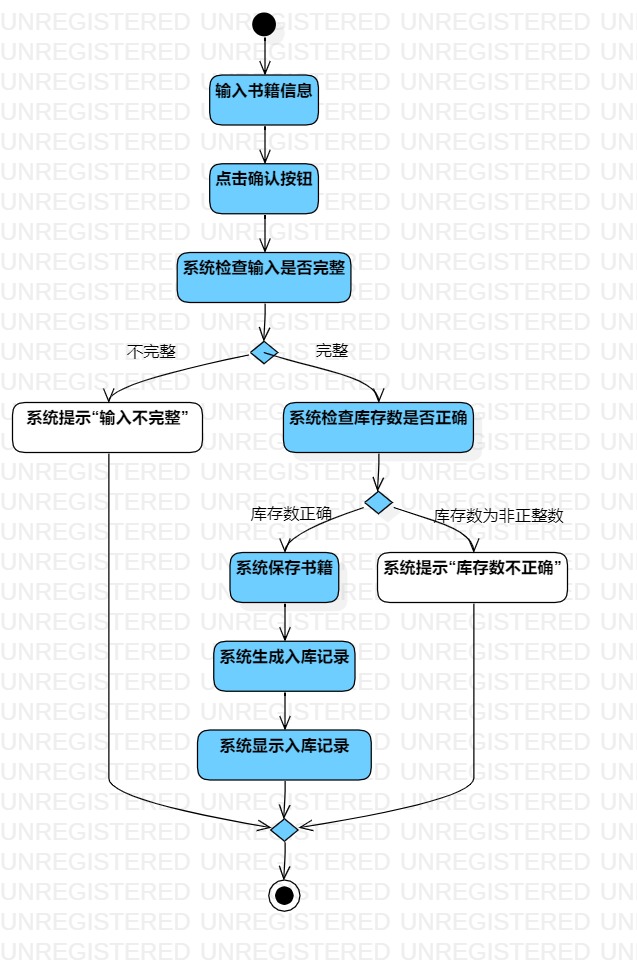 输入书籍信息
点击确认按钮
系统检查输入是否完整
不完整
完整
系统提示“输入不完整”
系统检查库存数是否正确
库存数正确
库存数为非正整数
系统保存书籍
系统提示“库存数不正确”
系统生成入库记录
系统显示入库记录
UNREGISTERED